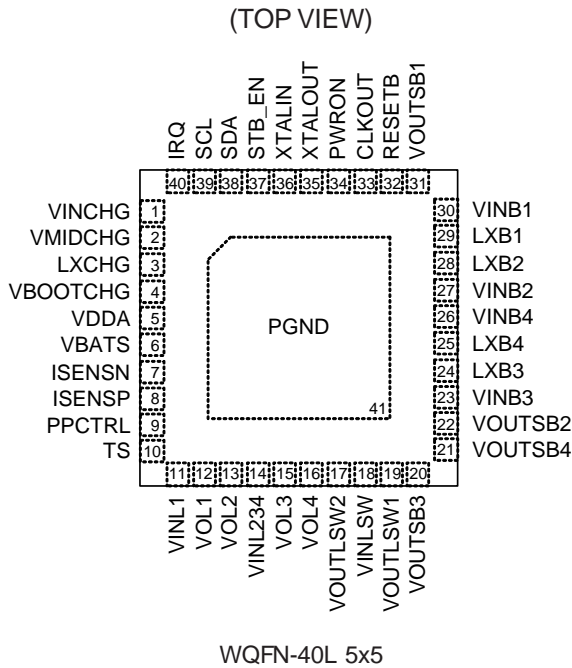 (TOP VIEW)
IRQ
SCL
SDA
STB_EN
XTALIN
XTALOUT
PWRON
CLKOUT
RESETB
VOUTSB1
40 39 38 37 36 35 34 33 32 31
VINCHG 1
VMIDCHG 2
LXCHG 3
VBOOTCHG 4
VDDA 5
VBATS 6
ISENSN 7
ISENSP 8
PPCTRL 9
TS 10
PGND
41
30 VINB1
29 LXB1
28 LXB2
27 VINB2
26 VINB4
25 LXB4
24 LXB3
23 VINB3
22 VOUTSB2
21 VOUTSB4
11 12 13 14 15 16 17 18 19 20
VINL1
VOL1
VOL2
VINL234
VOL3
VOL4
VOUTLSW2
VINLSW
VOUTLSW1
VOUTSB3
WQFN-40L 5x5